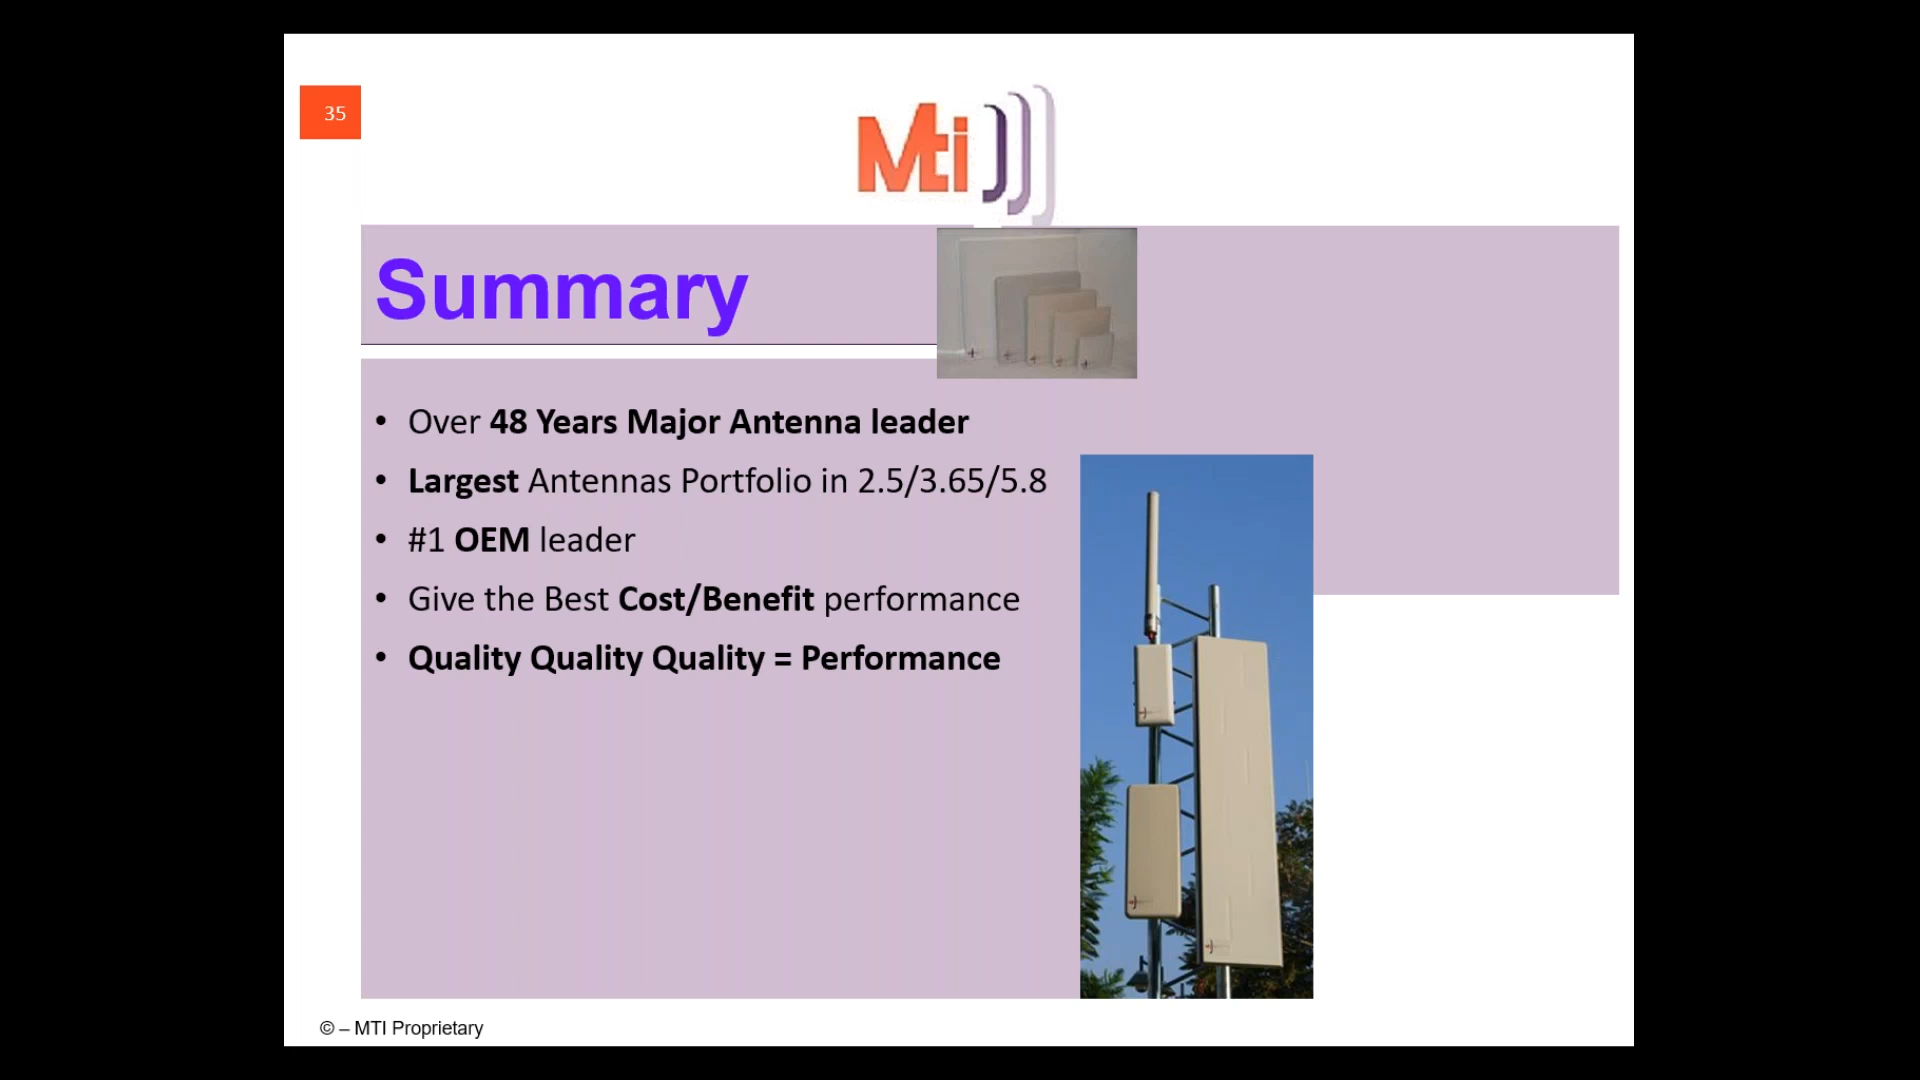 35
Mti
Summary
• Over 48 Years Major Antenna leader
• Largest Antennas Portfolio in 2.5/3.65/5.8
• #1 OEM leader
• Give the Best Cost/Benefit performance
• Quality Quality Quality = Performance
© – MTI Proprietary